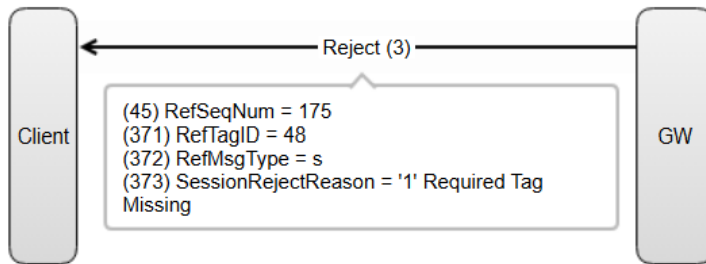 Reject (3)
Client
(45) RefSeqNum = 175
(371) RefTagID = 48
(372) RefMsgType = s
(373) SessionRejectReason = '1' Required Tag
Missing
GW